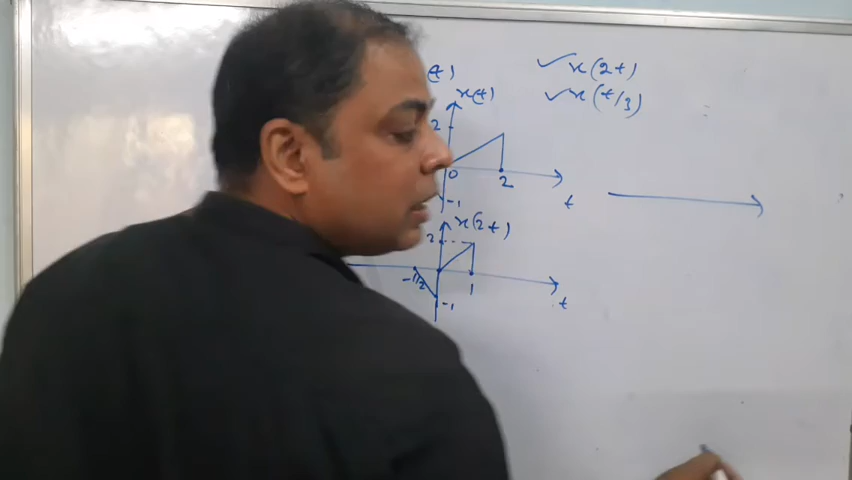 (t)
x(2t)
x(t/3)
x(t)
2
0
2
-1
t
x(2t)
2
-1/2
1
-1
t